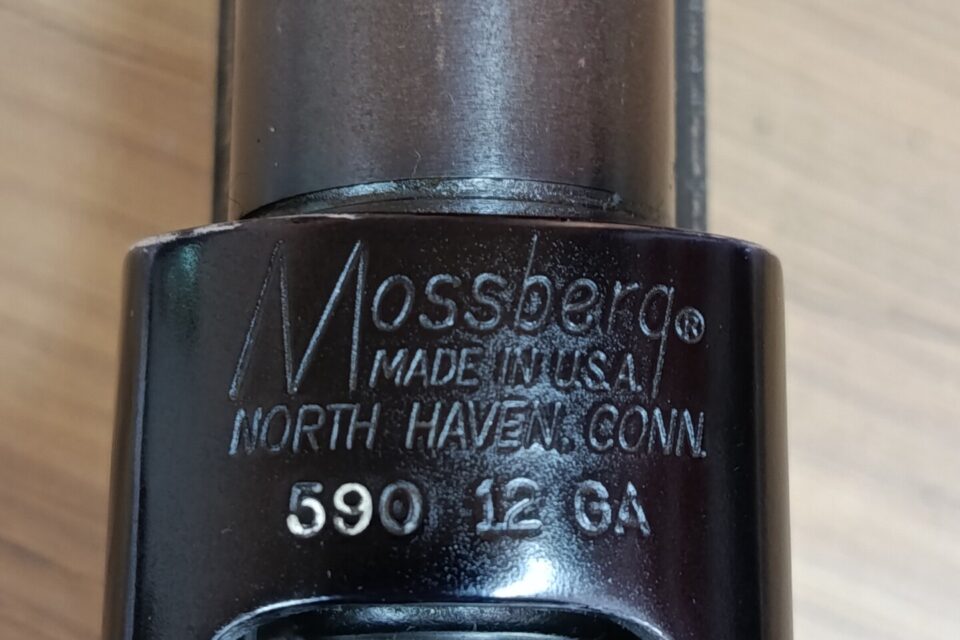 Mossberg®
MADE IN U.S.A.
NORTH HAVEN, CONN.
590 12 GA